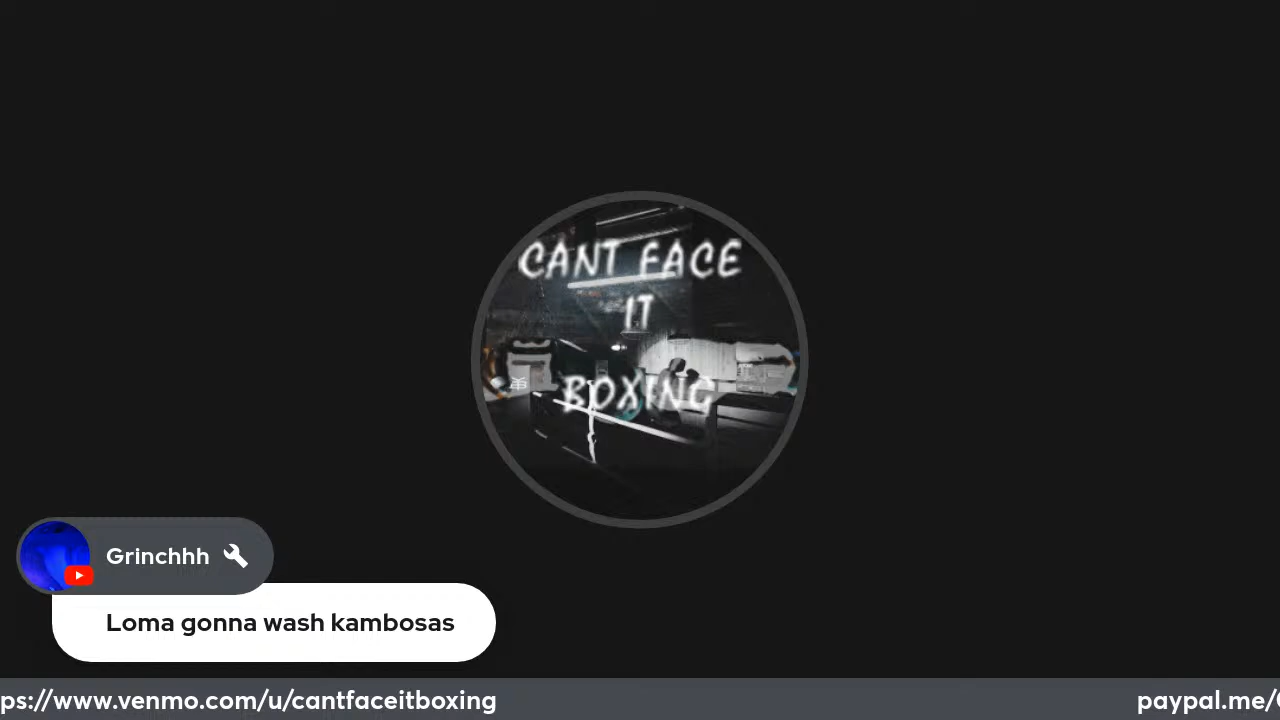 CANT FACE
IT
BOXING
Grinchhh
Loma gonna wash kambosas
ps://www.venmo.com/u/cantfaceitboxing
paypal.me/